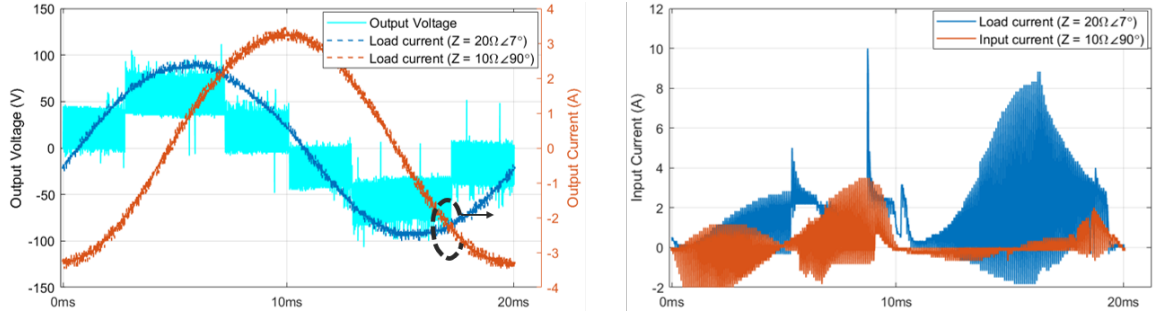 150
100
50
0
-50
-100
-150
Output Voltage (V)
0ms
10ms
20ms
4
3
2
1
0
-1
-2
-3
-4
Output Current (A)
Output Voltage
Load current (Z = 20Ω∠7°)
Load current (Z = 10Ω∠90°)
12
10
8
6
4
2
0
-2
Input Current (A)
0ms
10ms
20ms
Load current (Z = 20Ω∠7°)
Input current (Z = 10Ω∠90°)